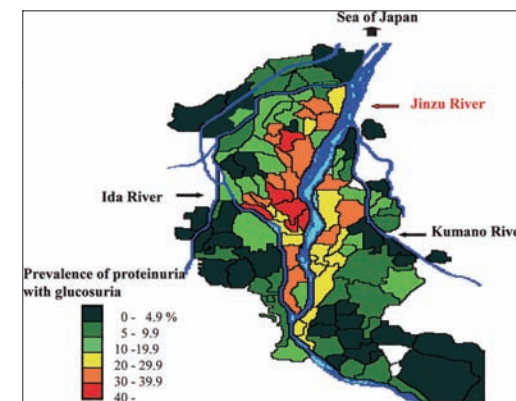 Sea of Japan
Jinzu River
Ida River
Kumano Rive
Prevalence of proteinuria
with glucosuria
0 - 4.9 %
5 - 9.9
10 -19.9
20 - 29.9
30 - 39.9
40 -